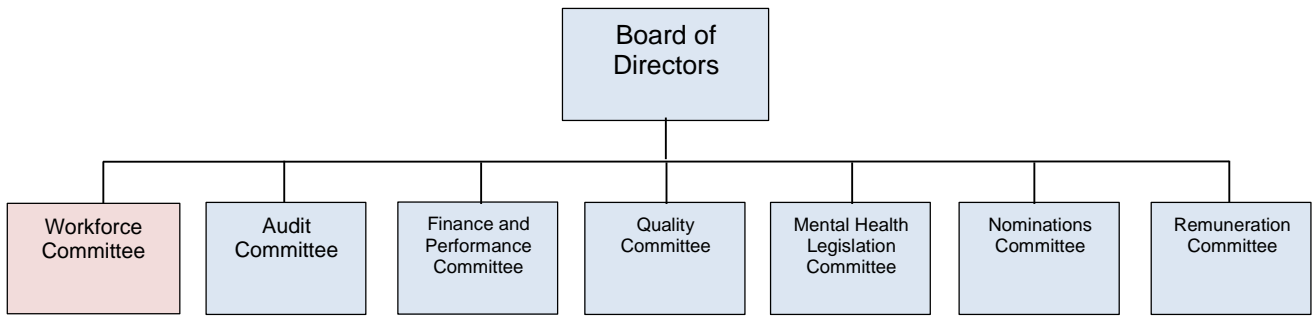 Board of
Directors
Workforce
Committee
Audit
Committee
Finance and
Performance
Committee
Quality
Committee
Mental Health
Legislation
Committee
Nominations
Committee
Remuneration
Committee